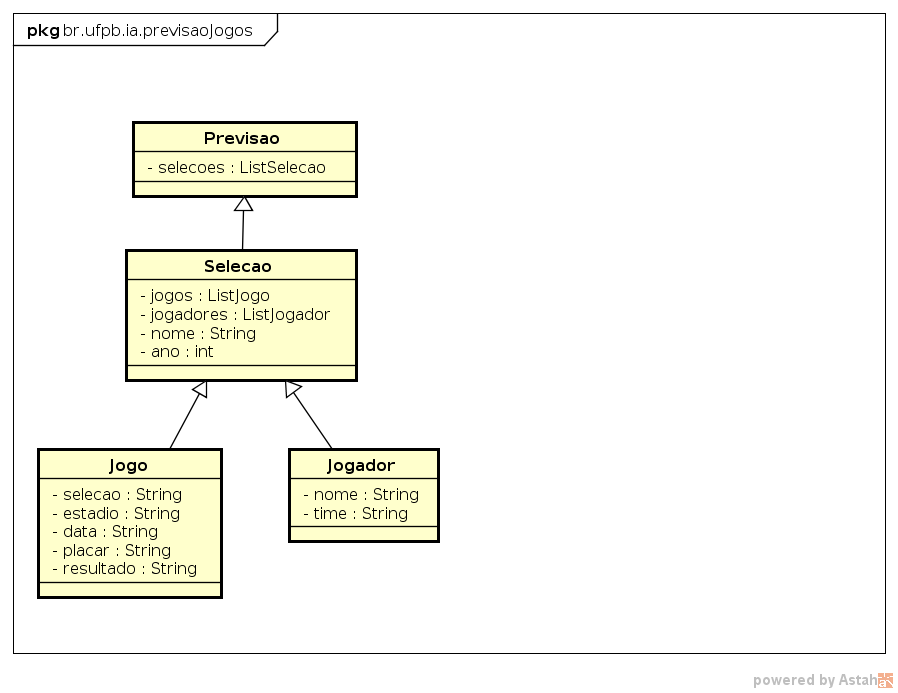 pkg br.ufpb.ia.previsaoJogos
Previsao
- selecoes : ListSelecao
Selecao
- jogos : ListJogo
- jogadores : ListJogador
- nome : String
- ano : int
Jogo
- selecao : String
- estadio : String
- data : String
- placar : String
- resultado : String
Jogador
- nome : String
- time : String
powered by Astah